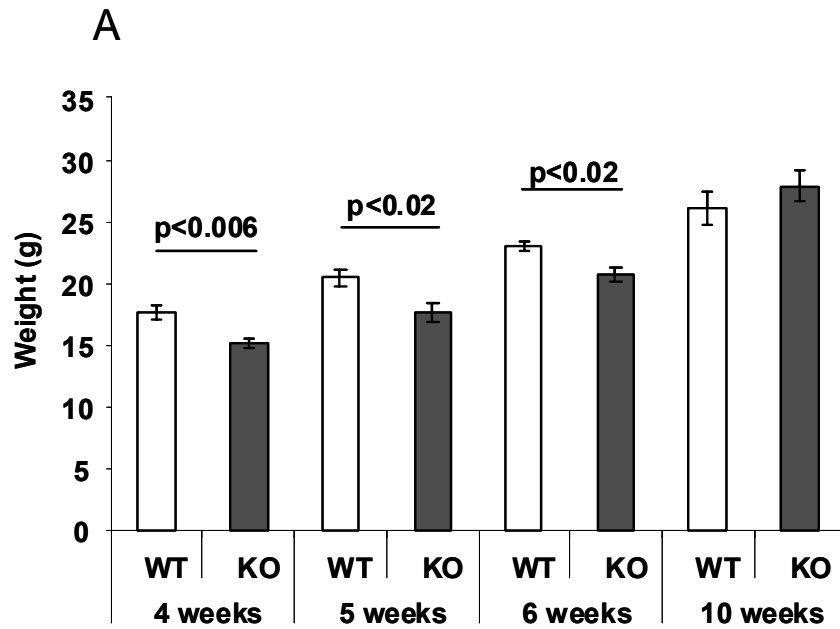 A
35
30
25
20
15
10
5
0
Weight (g)
p<0.006
p<0.02
p<0.02
WT KO WT KO WT KO WT KO
4 weeks 5 weeks 6 weeks 10 weeks